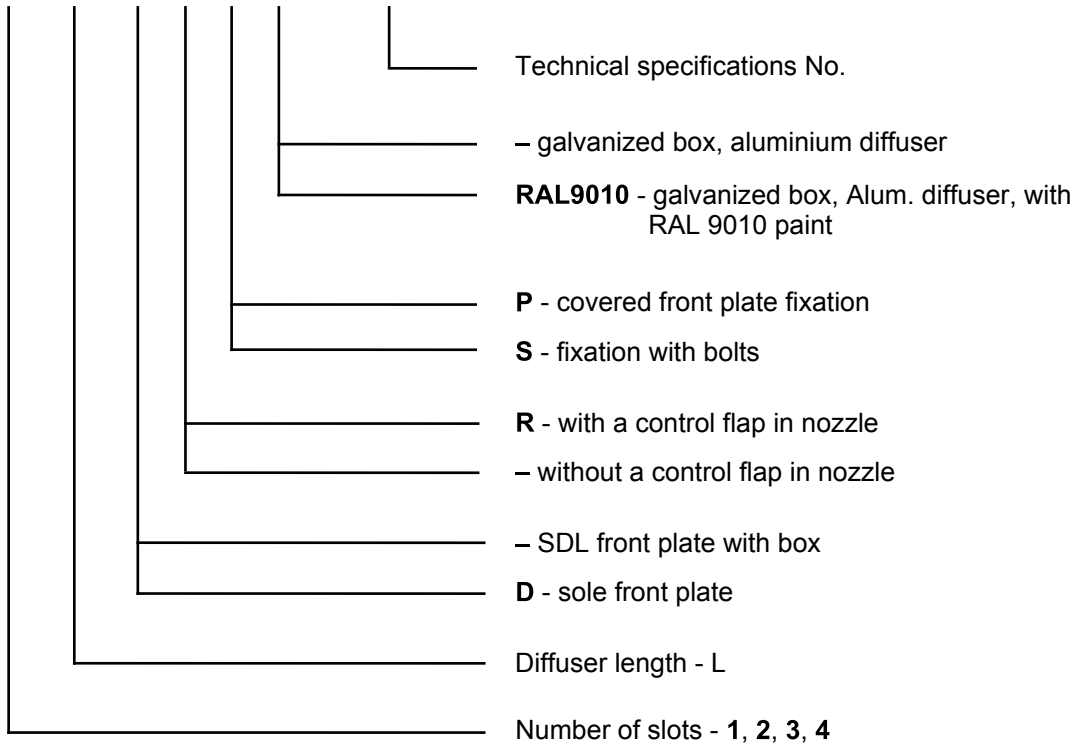 Technical specifications No.
– galvanized box, aluminium diffuser
RAL9010 - galvanized box, Alum. diffuser, with
RAL 9010 paint
P - covered front plate fixation
S - fixation with bolts
R - with a control flap in nozzle
– without a control flap in nozzle
– SDL front plate with box
D - sole front plate
Diffuser length - L
Number of slots - 1, 2, 3, 4